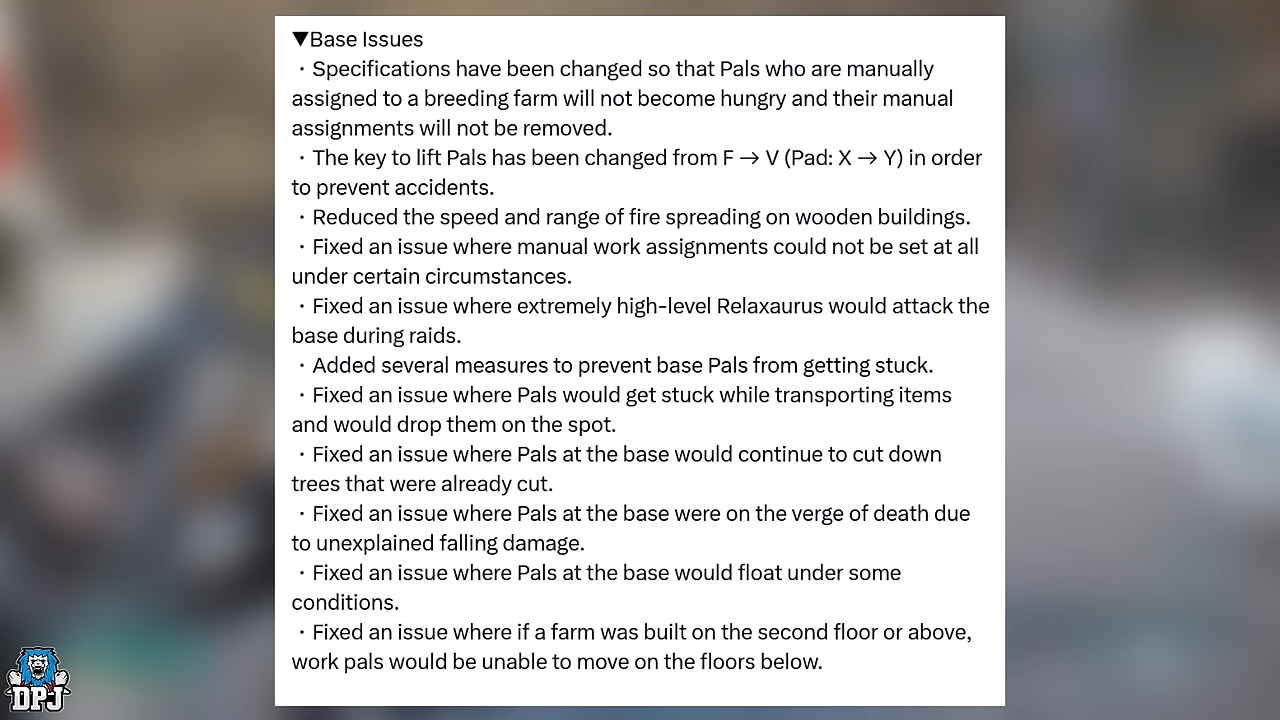 ▼Base Issues
・Specifications have been changed so that Pals who are manually
assigned to a breeding farm will not become hungry and their manual
assignments will not be removed.
・The key to lift Pals has been changed from F → V (Pad: X → Y) in order
to prevent accidents.
・Reduced the speed and range of fire spreading on wooden buildings.
・Fixed an issue where manual work assignments could not be set at all
under certain circumstances.
・Fixed an issue where extremely high-level Relaxaurus would attack the
base during raids.
・Added several measures to prevent base Pals from getting stuck.
・Fixed an issue where Pals would get stuck while transporting items
and would drop them on the spot.
・Fixed an issue where Pals at the base would continue to cut down
trees that were already cut.
・Fixed an issue where Pals at the base were on the verge of death due
to unexplained falling damage.
・Fixed an issue where Pals at the base would float under some
conditions.
・Fixed an issue where if a farm was built on the second floor or above,
work pals would be unable to move on the floors below.
DPJ